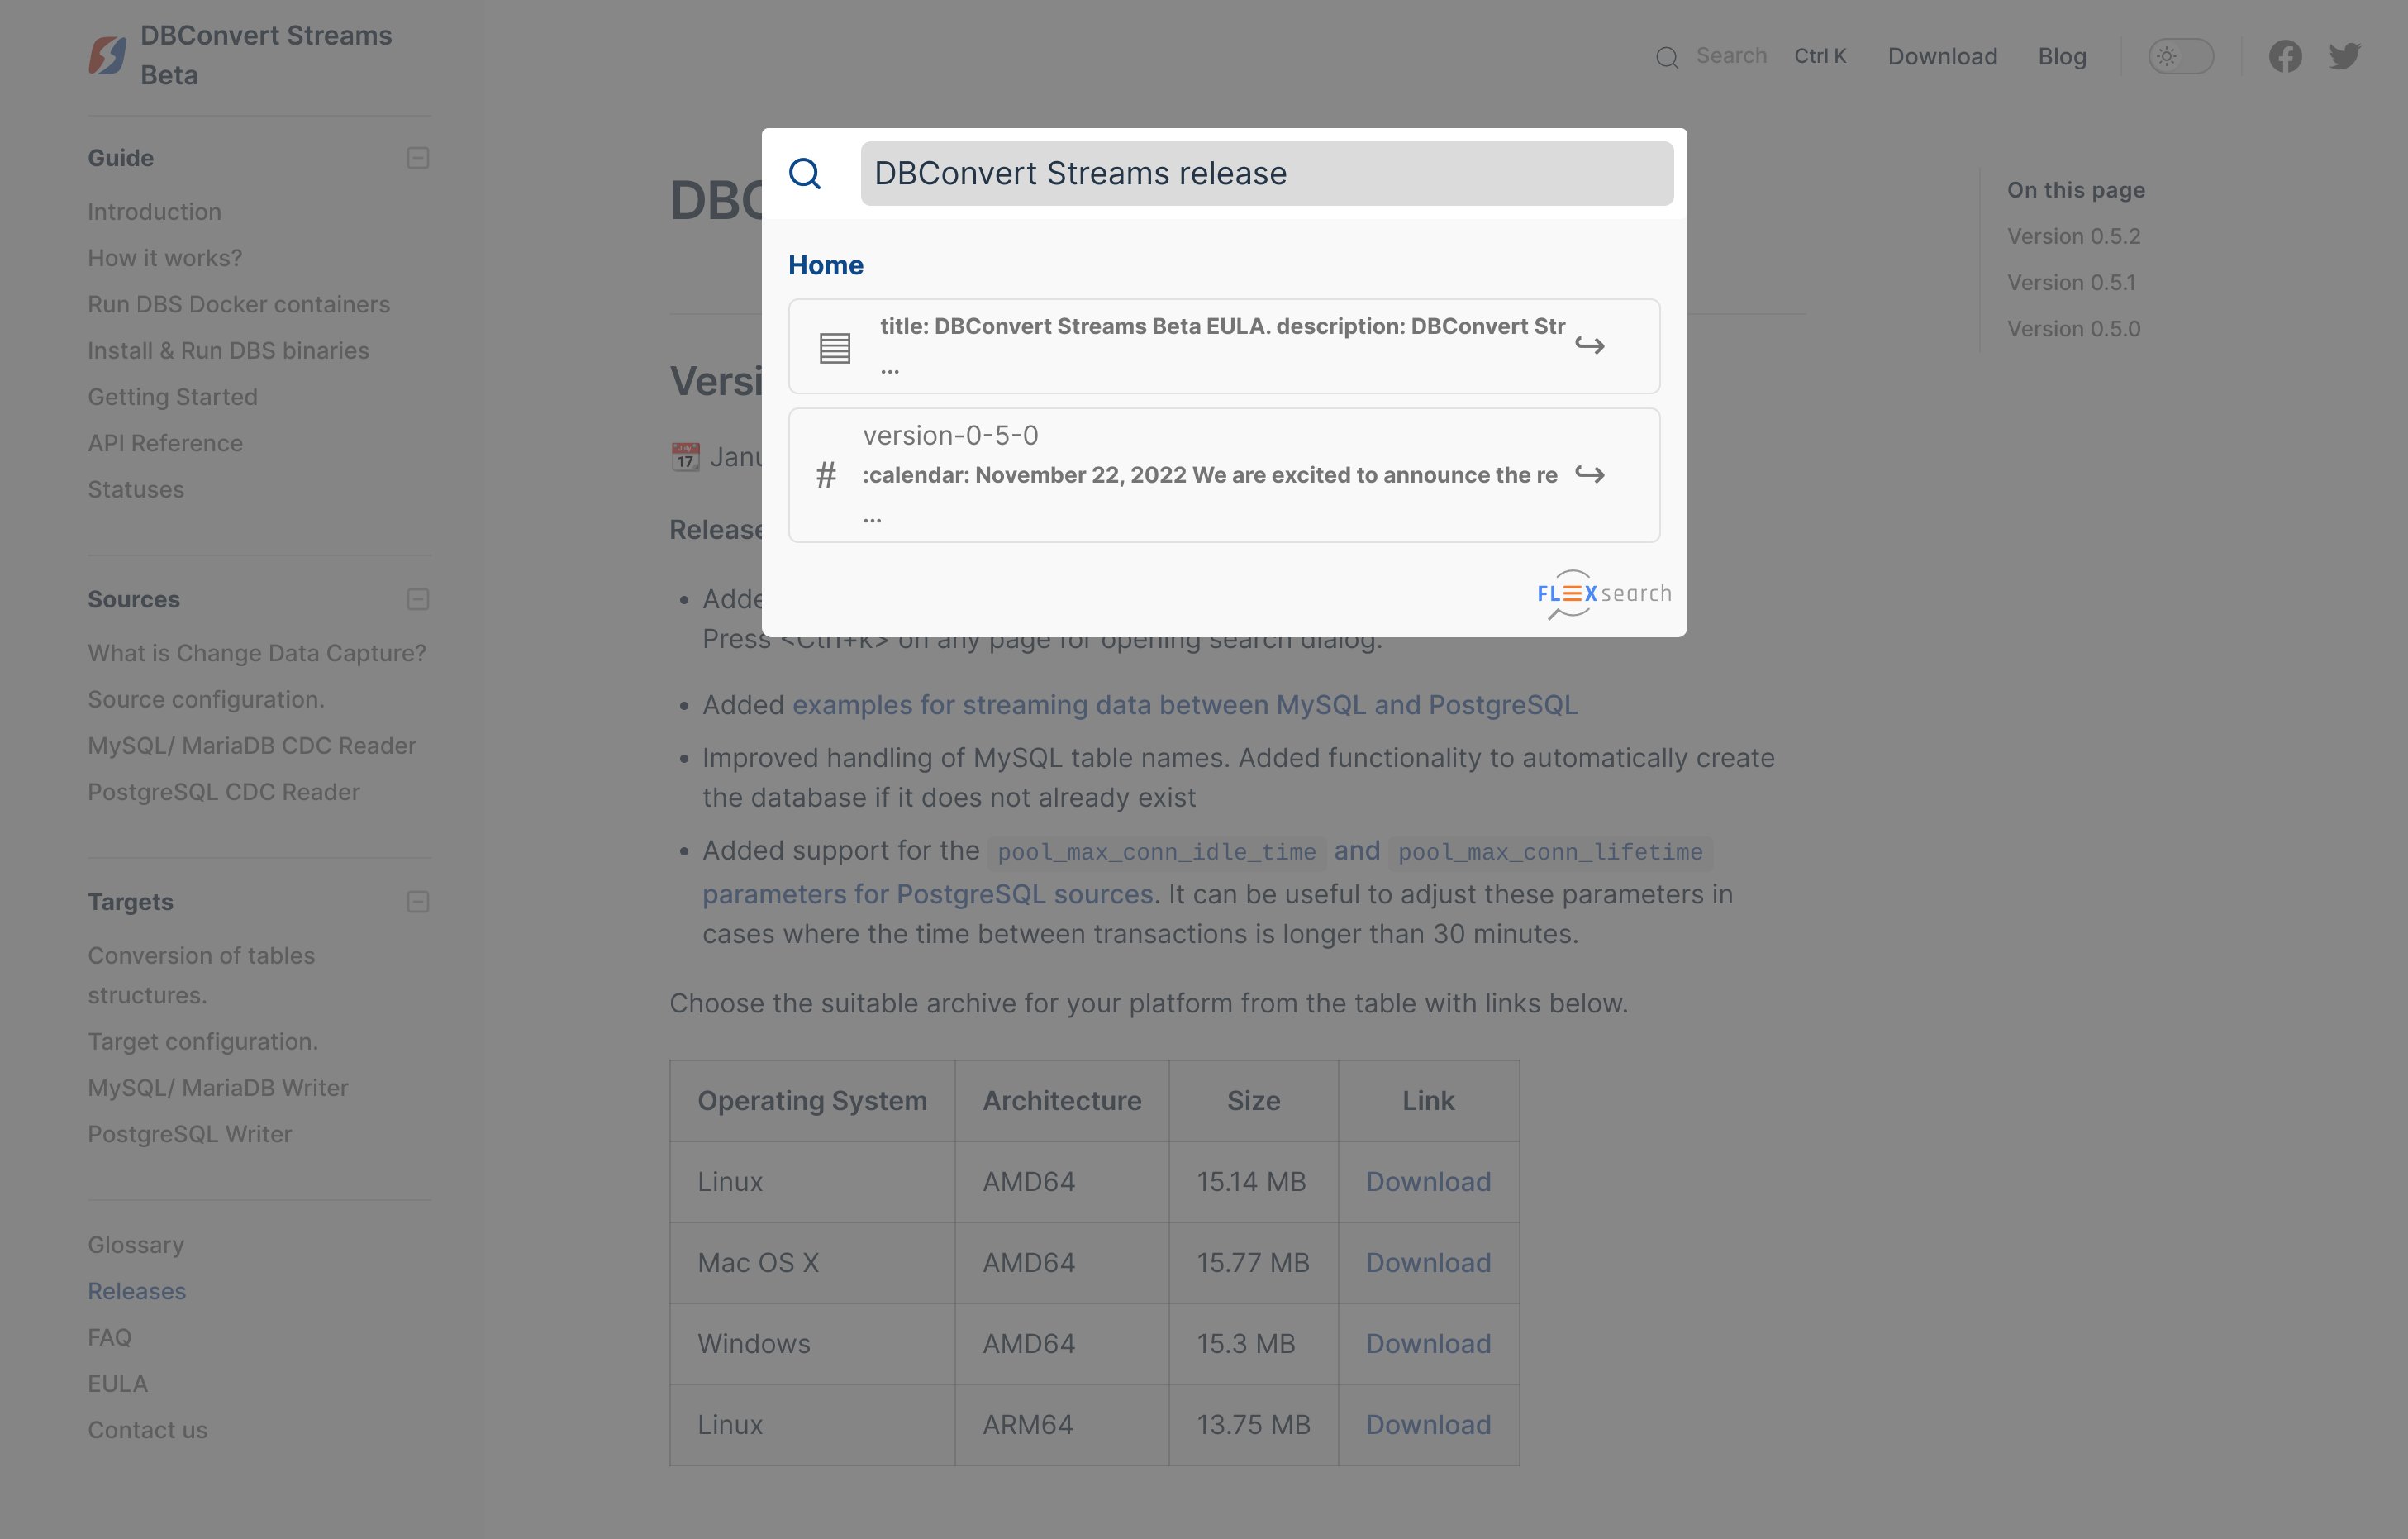 DBConvert Streams
Beta
Search Ctrl K Download Blog
Guide
Introduction
How it works?
Run DBS Docker containers
Install & Run DBS binaries
Getting Started
API Reference
Statuses
Sources
What is Change Data Capture?
Source configuration.
MySQL/ MariaDB CDC Reader
PostgreSQL CDC Reader
Targets
Conversion of tables
structures.
Target configuration.
MySQL/ MariaDB Writer
PostgreSQL Writer
Glossary
Releases
FAQ
EULA
Contact us
DBConvert Streams release
Home
title: DBConvert Streams Beta EULA. description: DBConvert Str
...
version-0-5-0
# :calendar: November 22, 2022 We are excited to announce the re
...
FLEXsearch
Press <Ctrl+k> on any page for opening search dialog.
Added examples for streaming data between MySQL and PostgreSQL
Improved handling of MySQL table names. Added functionality to automatically create
the database if it does not already exist
Added support for the pool_max_conn_idle_time and pool_max_conn_lifetime
parameters for PostgreSQL sources. It can be useful to adjust these parameters in
cases where the time between transactions is longer than 30 minutes.
Choose the suitable archive for your platform from the table with links below.
Operating System Architecture Size Link
Linux AMD64 15.14 MB Download
Mac OS X AMD64 15.77 MB Download
Windows AMD64 15.3 MB Download
Linux ARM64 13.75 MB Download
On this page
Version 0.5.2
Version 0.5.1
Version 0.5.0